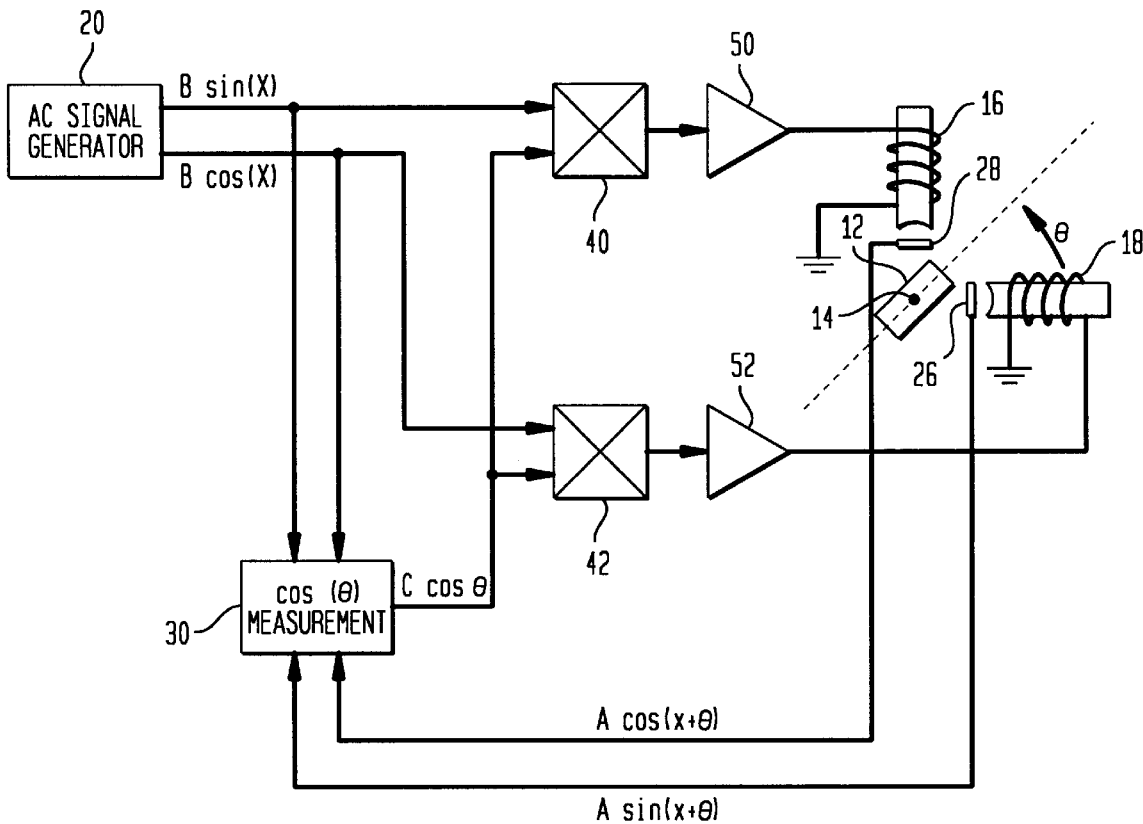 20
AC SIGNAL
GENERATOR
B sin(X)
B cos(X)
40
50
16
28
12
14
θ
18
26
42
52
cos (θ)
MEASUREMENT
30
C cos θ
A cos(x+θ)
A sin(x+θ)